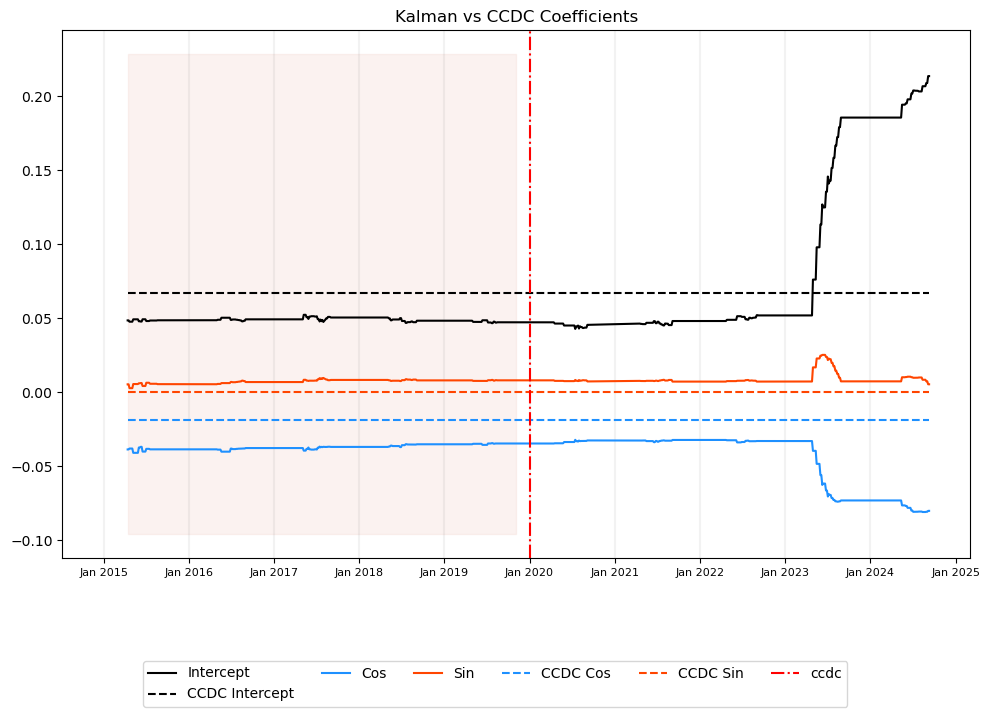 Kalman vs CCDC Coefficients
0.20
0.15
0.10
0.05
0.00
−0.05
−0.10
Jan 2015 Jan 2016 Jan 2017 Jan 2018 Jan 2019 Jan 2020 Jan 2021 Jan 2022 Jan 2023 Jan 2024 Jan 2025
Intercept Cos Sin CCDC Cos CCDC Sin ccdc
CCDC Intercept